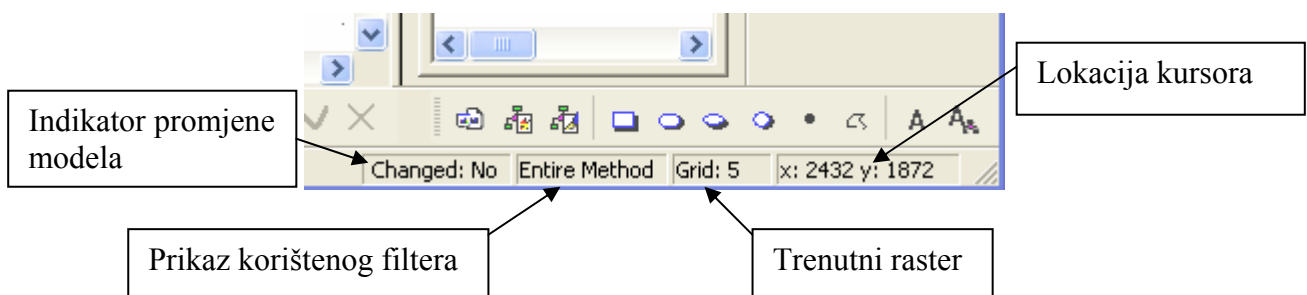 Lokacija kursora
Indikator promjene
modela
A A
Changed: No Entire Method Grid: 5 x: 2432 y: 1872
Prikaz korištenog filtera
Trenutni raster